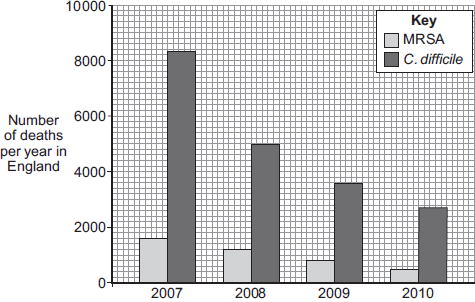 10000
8000
6000
4000
2000
0
Number
of deaths
per year in
England
Key
MRSA
C. difficile
2007 2008 2009 2010